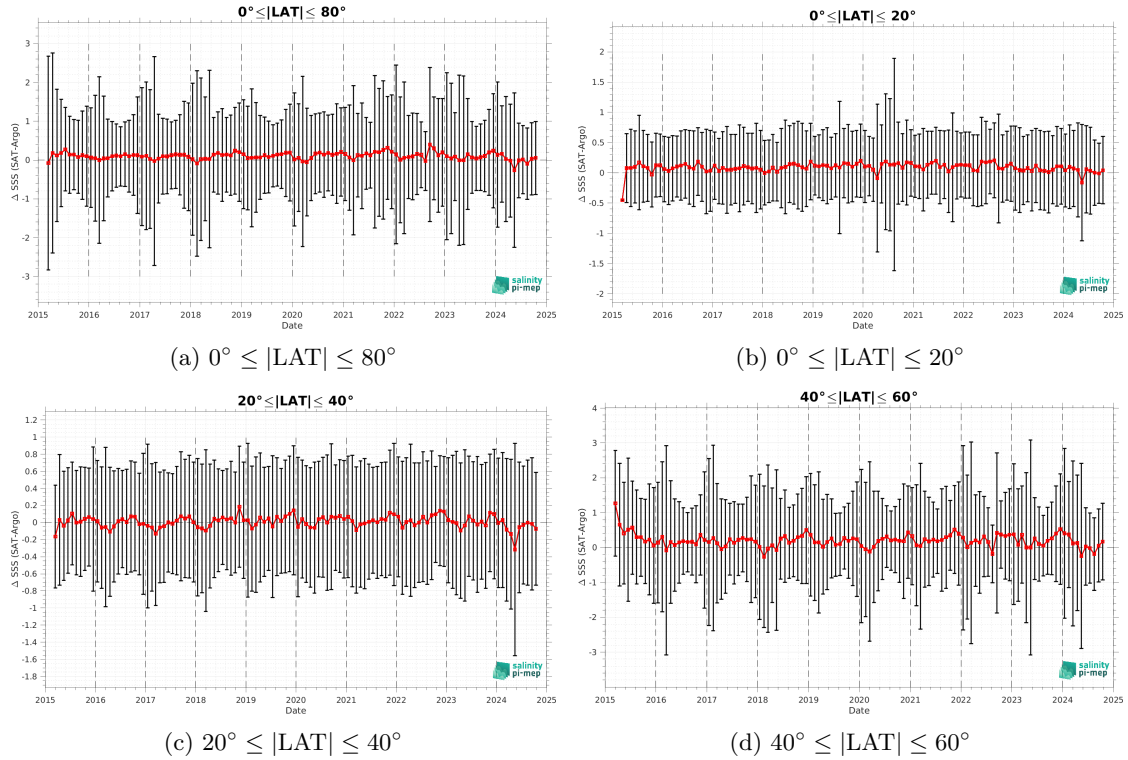 0°≤|LAT|≤ 80°
Δ SSS (SAT-Argo)
3
2
1
0
-1
-2
-3
2015 2016 2017 2018 2019 2020 2021 2022 2023 2024 2025
Date
salinity
pi-mep
(a) 0° ≤ |LAT| ≤ 80°
0°≤|LAT|≤ 20°
Δ SSS (SAT-Argo)
2
1.5
1
0.5
0
-0.5
-1
-1.5
-2
2015 2016 2017 2018 2019 2020 2021 2022 2023 2024 2025
Date
salinity
pi-mep
(b) 0° ≤ |LAT| ≤ 20°
20°≤|LAT|≤ 40°
Δ SSS (SAT-Argo)
1.2
1
0.8
0.6
0.4
0.2
0
-0.2
-0.4
-0.6
-0.8
-1
-1.2
-1.4
-1.6
-1.8
2015 2016 2017 2018 2019 2020 2021 2022 2023 2024 2025
Date
salinity
pi-mep
(c) 20° ≤ |LAT| ≤ 40°
40°≤|LAT|≤ 60°
Δ SSS (SAT-Argo)
4
3
2
1
0
-1
-2
-3
2015 2016 2017 2018 2019 2020 2021 2022 2023 2024 2025
Date
salinity
pi-mep
(d) 40° ≤ |LAT| ≤ 60°